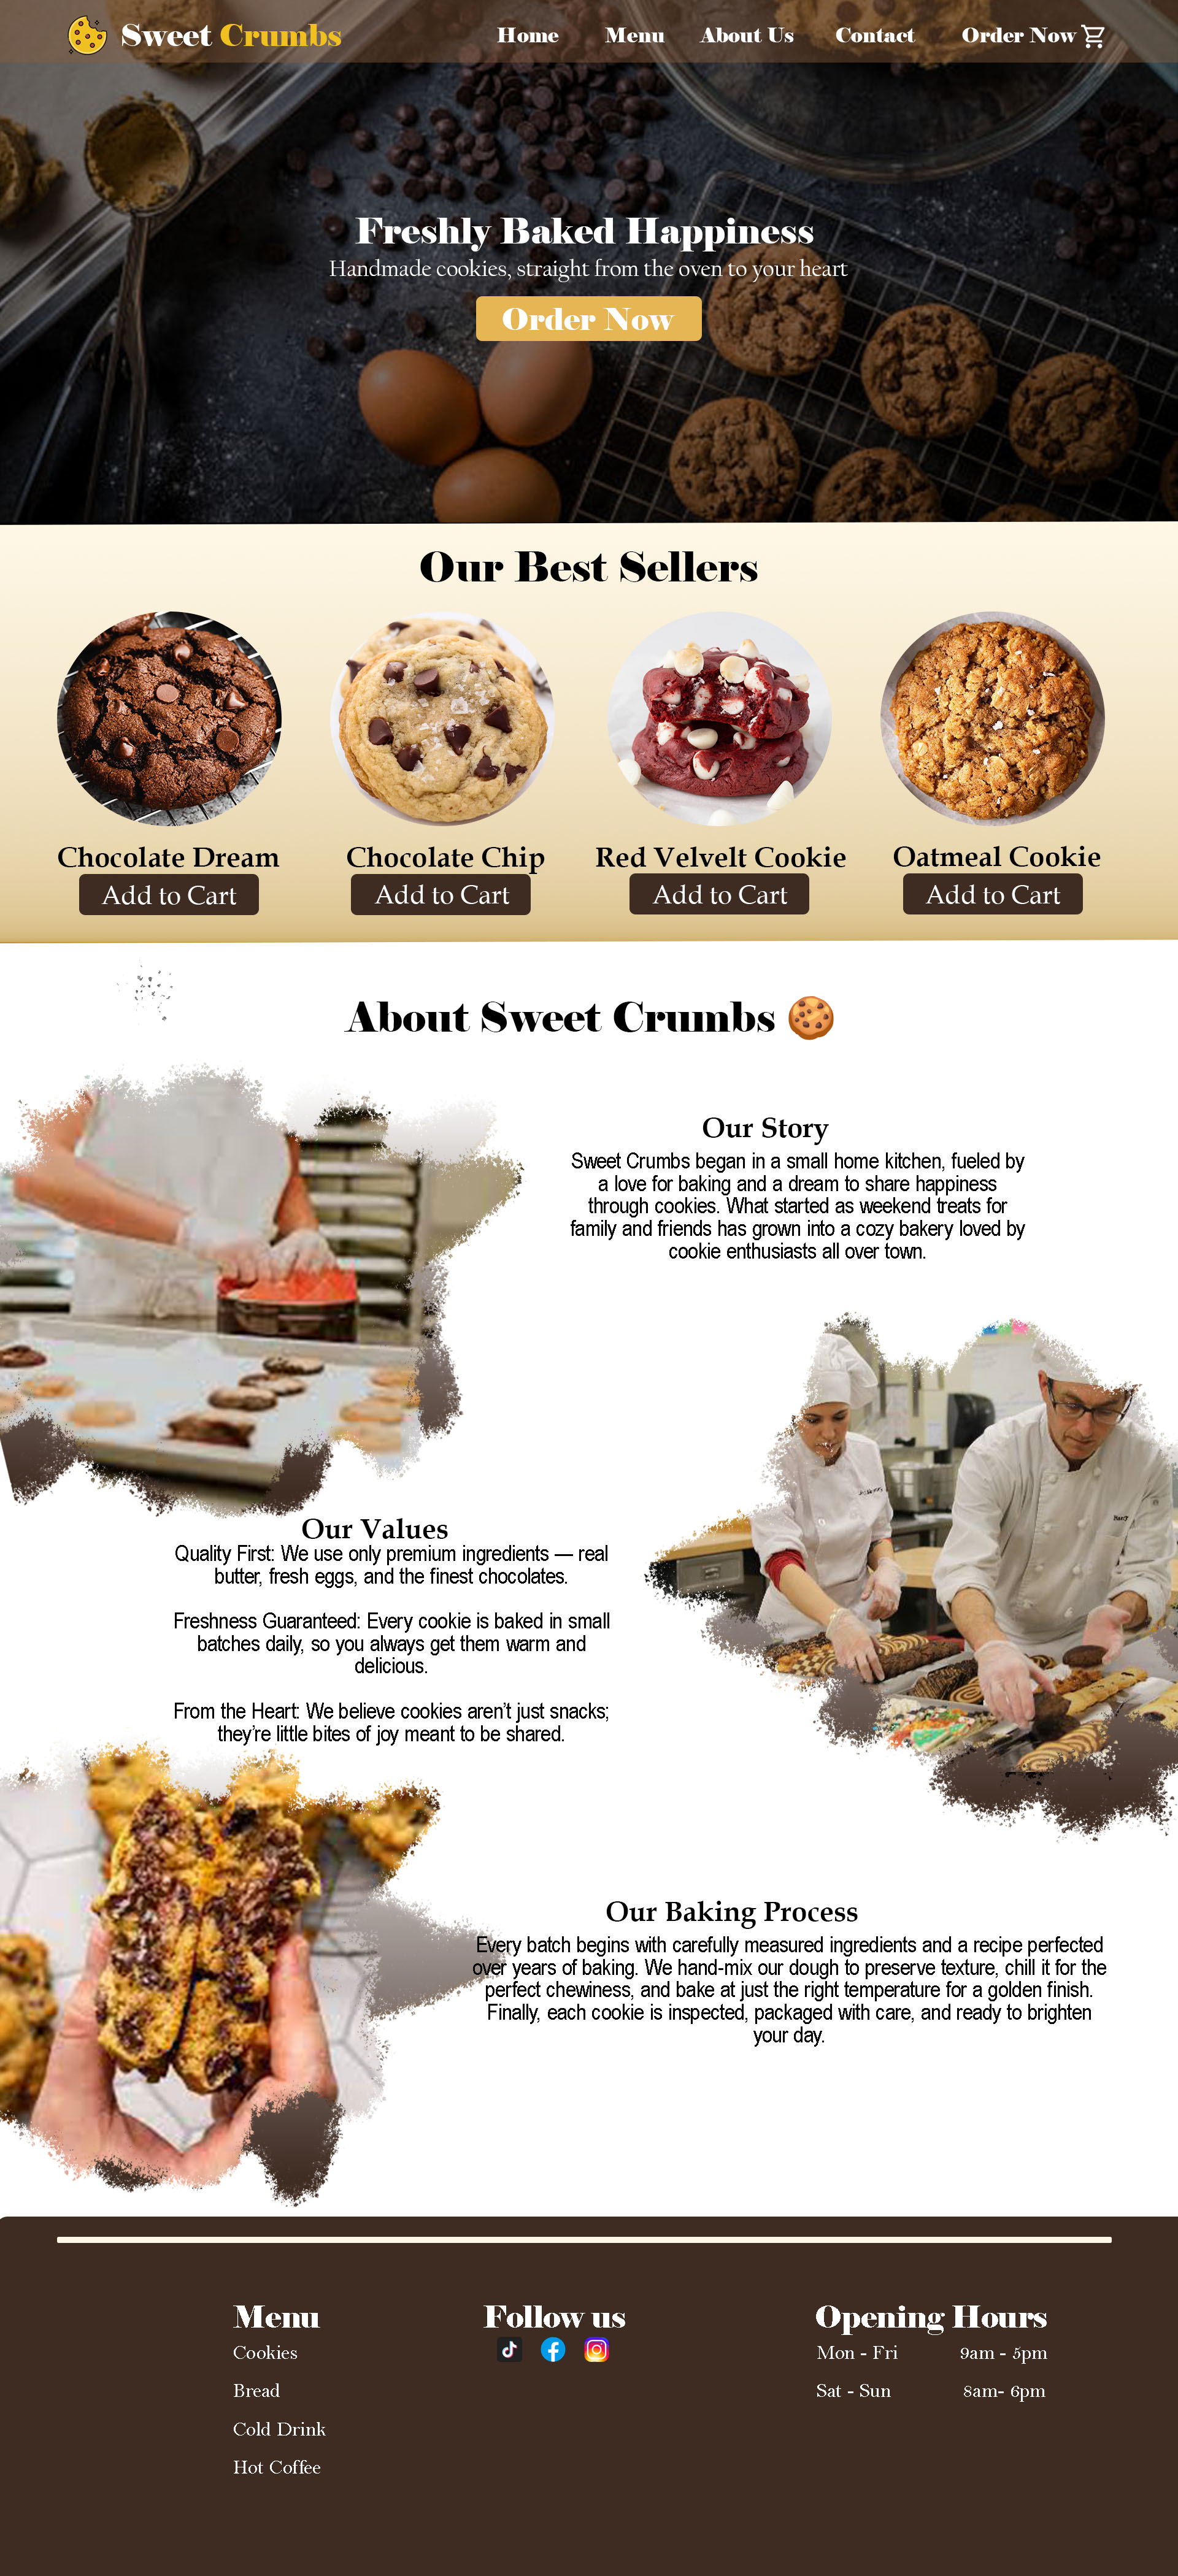 Sweet Crumbs
Home Menu About Us Contact Order Now
Freshly Baked Happiness
Handmade cookies, straight from the oven to your heart
Order Now
Our Best Sellers
Chocolate Dream Chocolate Chip Red Velvelt Cookie Oatmeal Cookie
Add to Cart Add to Cart Add to Cart Add to Cart
About Sweet Crumbs
Our Story
Sweet Crumbs began in a small home kitchen, fueled by
a love for baking and a dream to share happiness
through cookies. What started as weekend treats for
family and friends has grown into a cozy bakery loved by
cookie enthusiasts all over town.
Our Values
Quality First: We use only premium ingredients — real
butter, fresh eggs, and the finest chocolates.
Freshness Guaranteed: Every cookie is baked in small
batches daily, so you always get them warm and
delicious.
From the Heart: We believe cookies aren’t just snacks;
they’re little bites of joy meant to be shared.
Our Baking Process
Every batch begins with carefully measured ingredients and a recipe perfected
over years of baking. We hand-mix our dough to preserve texture, chill it for the
perfect chewiness, and bake at just the right temperature for a golden finish.
Finally, each cookie is inspected, packaged with care, and ready to brighten
your day.
Menu
Cookies
Bread
Cold Drink
Hot Coffee
Follow us
Opening Hours
Mon - Fri 9am - 5pm
Sat - Sun 8am- 6pm